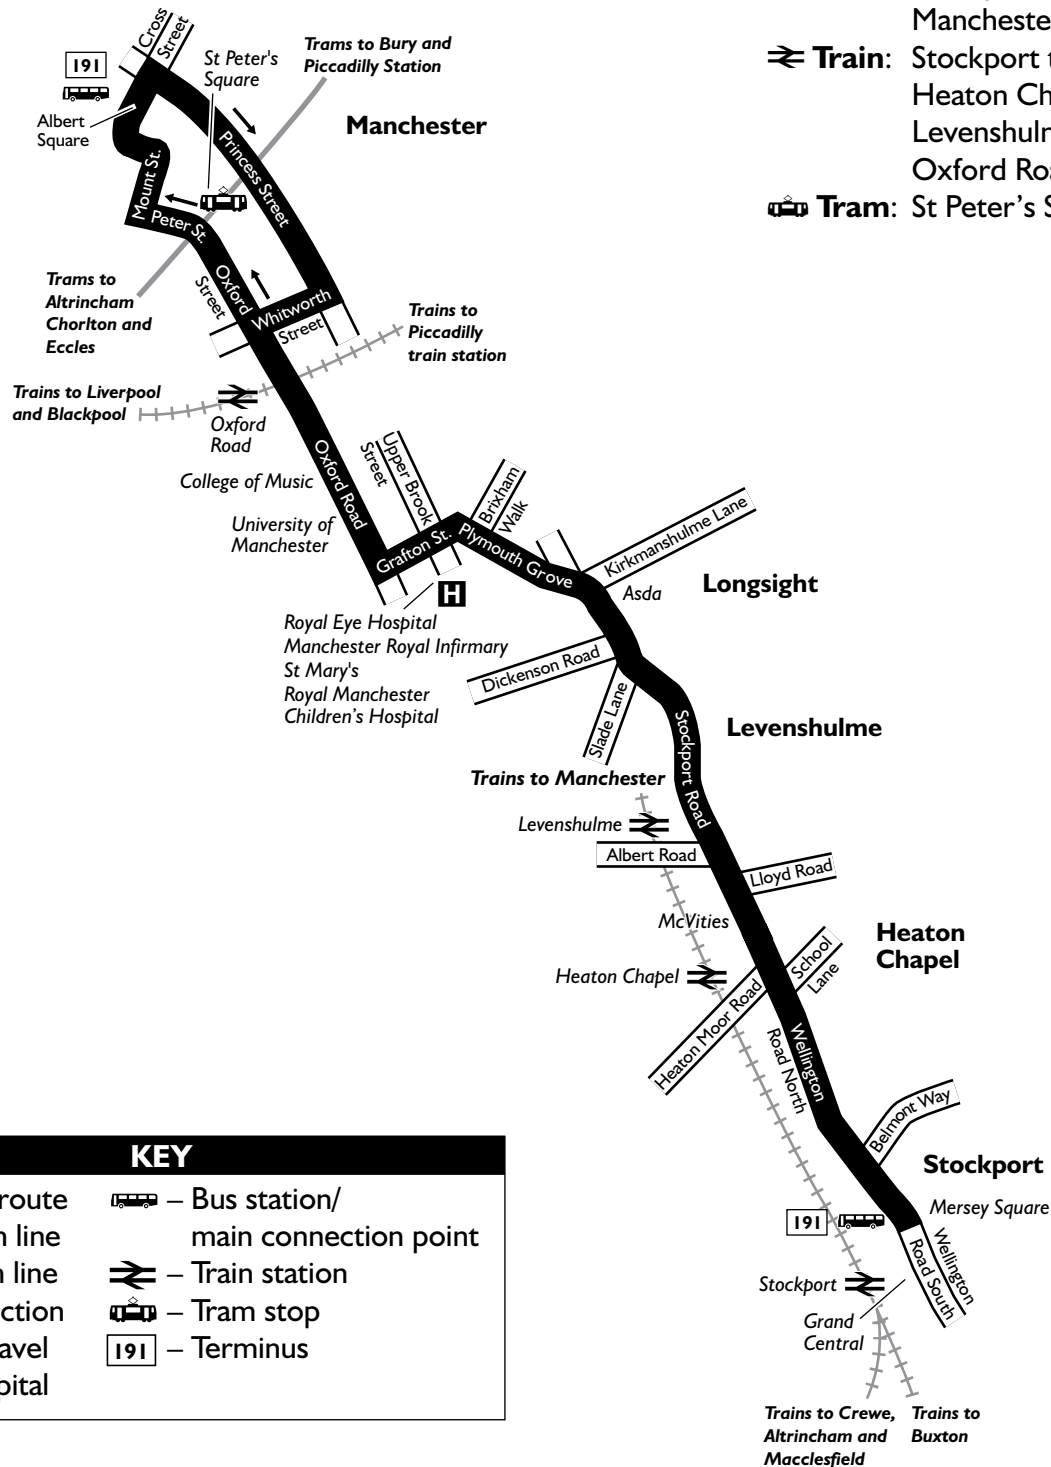 Manchester
Train: Stockport
Heaton
Levenshulm
Oxford
Tram: St Peter's
Cross
Street
191
St Peter's
Square
Trams to Bury and
Piccadilly Station
Albert
Square
Manchester
Princess Street
Mount St.
Peter St.
Trams to
Altrincham
Chorlton and
Eccles
Oxford
Street
Whitworth
Street
Trains to
Piccadilly
train station
Trains to Liverpool
and Blackpool
Oxford
Road
College of Music
Oxford Road
University of
Manchester
Upper Brook
Street
Grafton St.
Brixham
Walk
Plymouth Grove
Kirkmanshulme Lane
Asda
Longsight
H
Royal Eye Hospital
Manchester Royal Infirmary
St Mary's
Royal Manchester
Children's Hospital
Dickenson Road
Slade Lane
Stockport Road
Levenshulme
Trains to Manchester
Levenshulme
Albert Road
Lloyd Road
McVities
Heaton
Chapel
Heaton Chapel
School
Lane
Heaton Moor Road
Wellington
Road North
Belmont Way
Stockport
Mersey Square
191
Wellington
Road South
Stockport
Grand
Central
Trains to Crewe,
Altrincham and
Macclesfield
Trains to
Buxton
KEY
route
line
line
ction
avel
pital
– Bus station/
main connection point
– Train station
– Tram stop
191 – Terminus